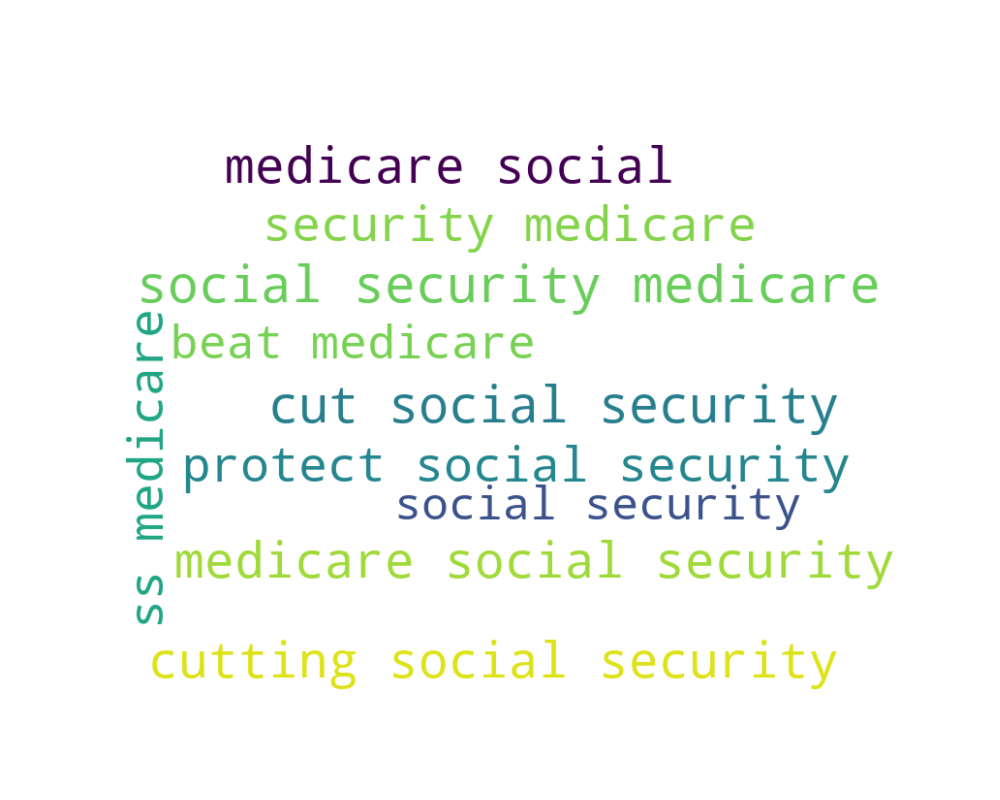 medicare social
security medicare
social security medicare
beat medicare
cut social security
protect social security
social security
medicare social security
cutting social security
ss medicare